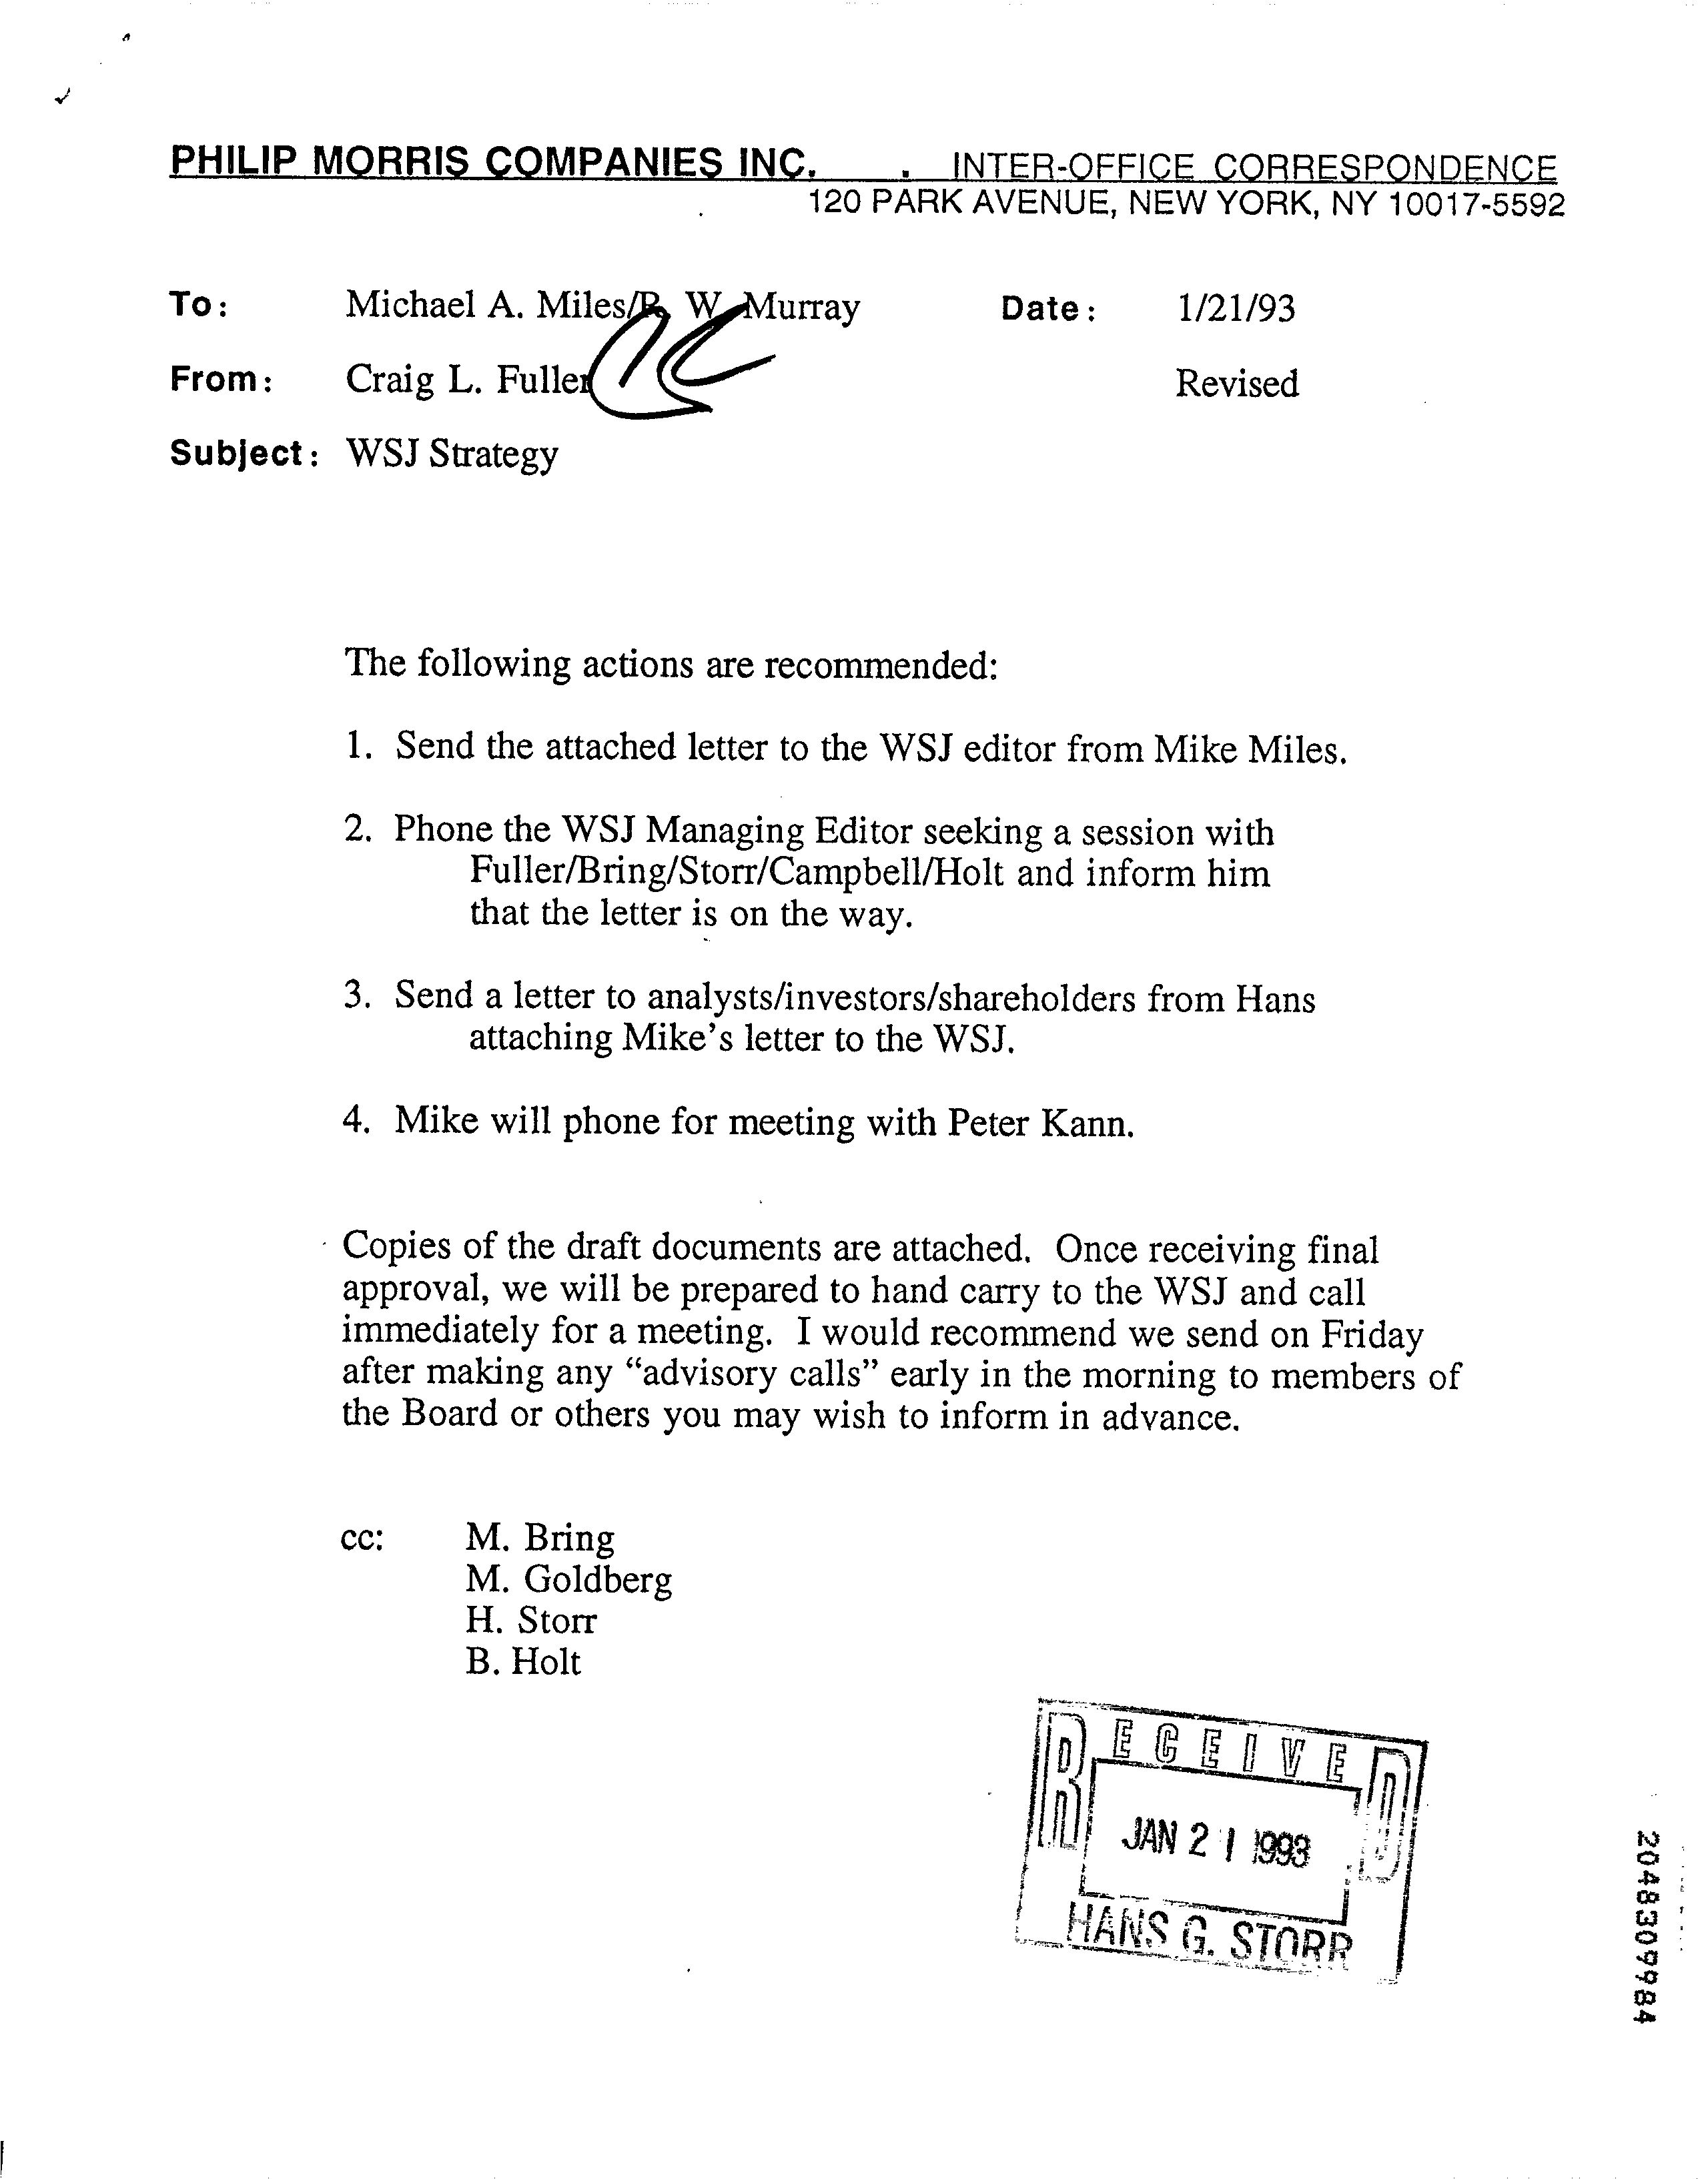 PHILIP MORRIS COMPANIES INC. . INTER-OFFICE CORRESPONDENCE
120 PARK AVENUE, NEW YORK, NY 10017-5592
To: Michael A. Miles/R. W. Murray Date: 1/21/93
From: Craig L. Fuller Revised
Subject: WSJ Strategy
The following actions are recommended:
1. Send the attached letter to the WSJ editor from Mike Miles.
2. Phone the WSJ Managing Editor seeking a session with
Fuller/Bring/Storr/Campbell/Holt and inform him
that the letter is on the way.
3. Send a letter to analysts/investors/shareholders from Hans
attaching Mike's letter to the WSJ.
4. Mike will phone for meeting with Peter Kann.
Copies of the draft documents are attached. Once receiving final
approval, we will be prepared to hand carry to the WSJ and call
immediately for a meeting. I would recommend we send on Friday
after making any “advisory calls” early in the morning to members of
the Board or others you may wish to inform in advance.
cc: M. Bring
M. Goldberg
H. Storr
B. Holt
RECEIVED
JAN 21 1993
HANS G. STORR
2048309984